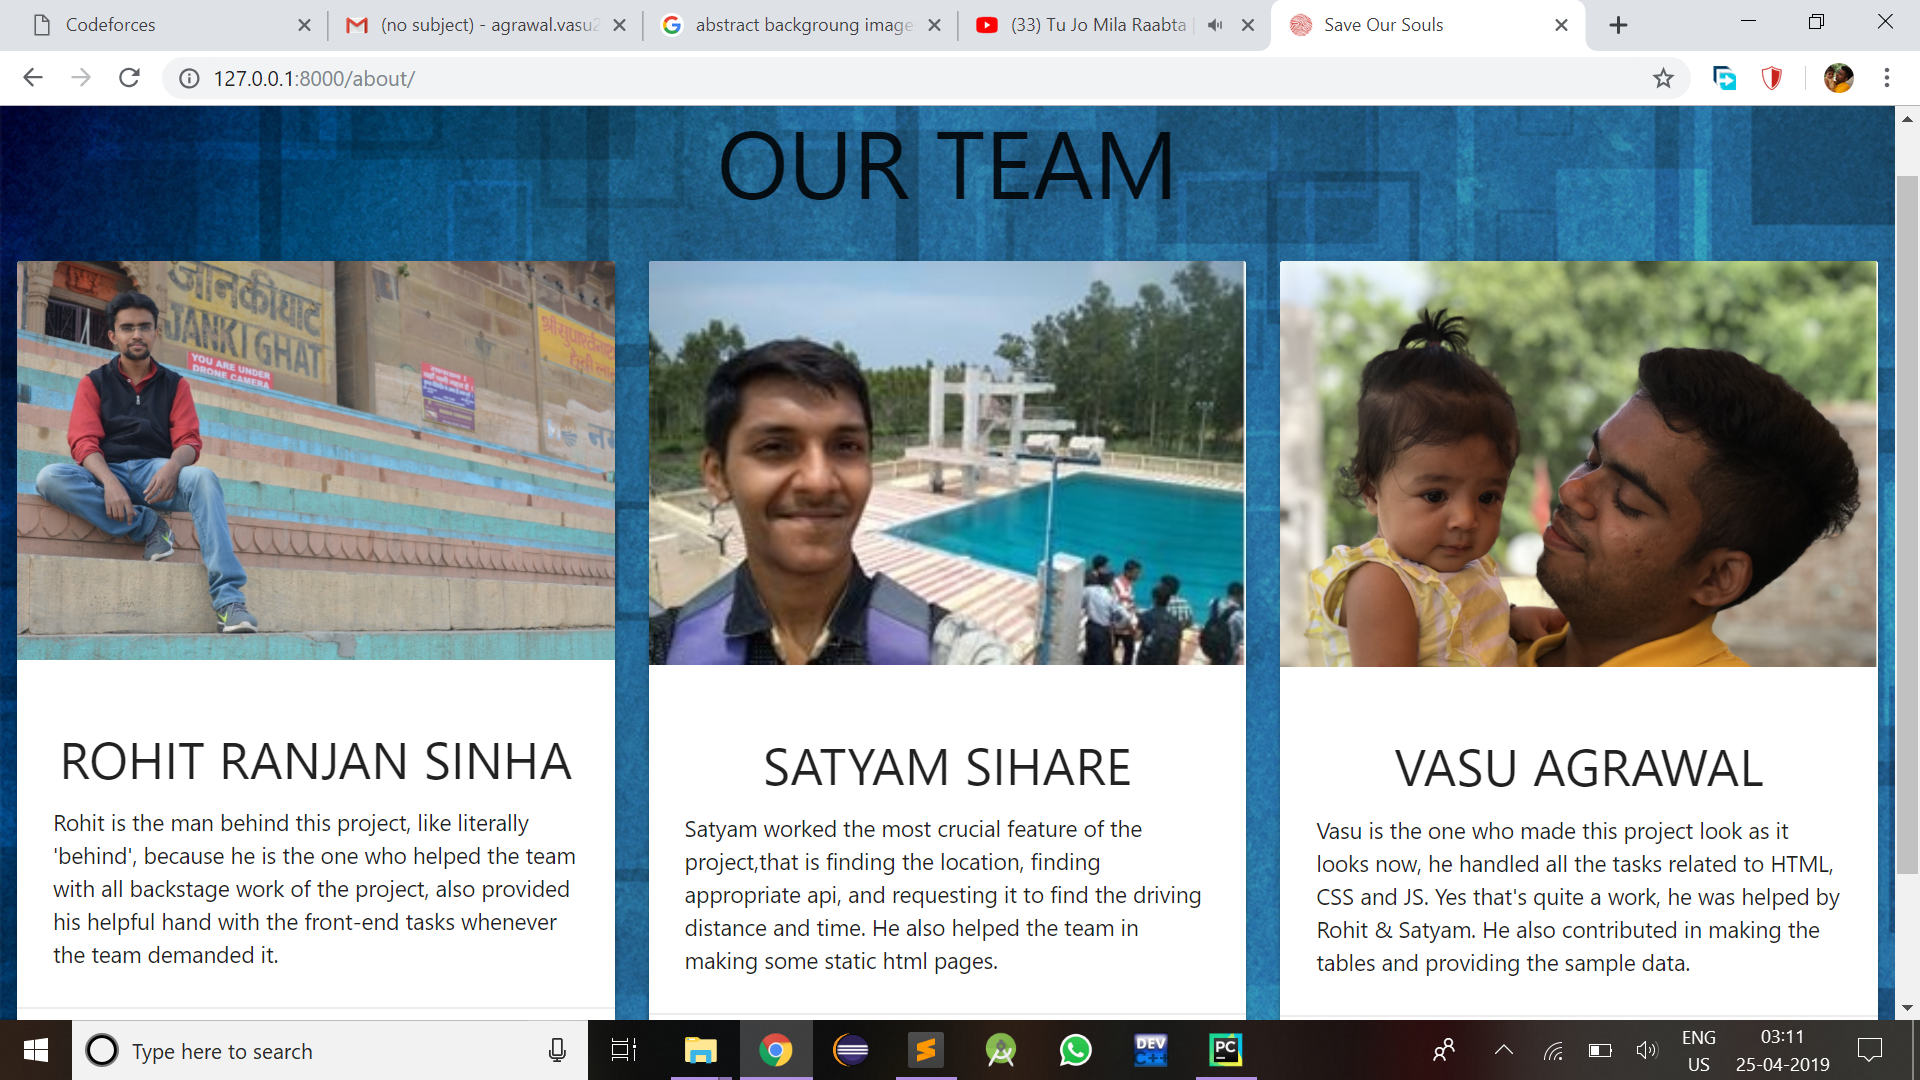 Codeforces
(no subject) - agrawal.vasu2
abstract backgroung image
(33) Tu Jo Mila Raabta
Save Our Souls
127.0.0.1:8000/about/
OUR TEAM
जानकीघाट
JANKI GHAT
YOU ARE UNDER
DRONE CAMERA
ROHIT RANJAN SINHA
Rohit is the man behind this project, like literally
'behind', because he is the one who helped the team
with all backstage work of the project, also provided
his helpful hand with the front-end tasks whenever
the team demanded it.
SATYAM SIHARE
Satyam worked the most crucial feature of the
project,that is finding the location, finding
appropriate api, and requesting it to find the driving
distance and time. He also helped the team in
making some static html pages.
VASU AGRAWAL
Vasu is the one who made this project look as it
looks now, he handled all the tasks related to HTML,
CSS and JS. Yes that's quite a work, he was helped by
Rohit & Satyam. He also contributed in making the
tables and providing the sample data.
Type here to search
DEV
C++
PC
ENG
US
03:11
25-04-2019